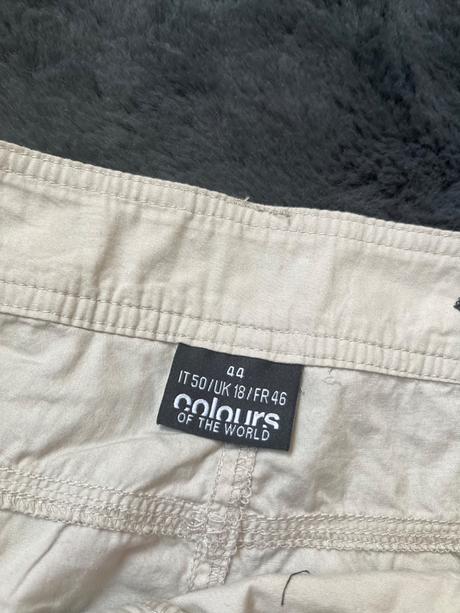 44
IT 50/UK 18/FR 46
colours
OF THE WORLD